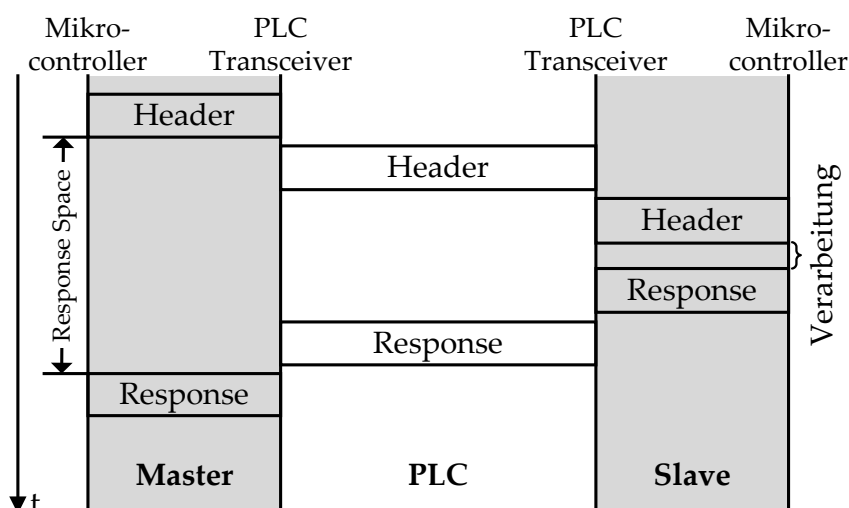 Mikro-
controller
PLC
Transceiver
PLC
Transceiver
Mikro-
controller
Header
Header
Header
Response Space
Verarbeitung
Response
Response
Response
Master
PLC
Slave
t